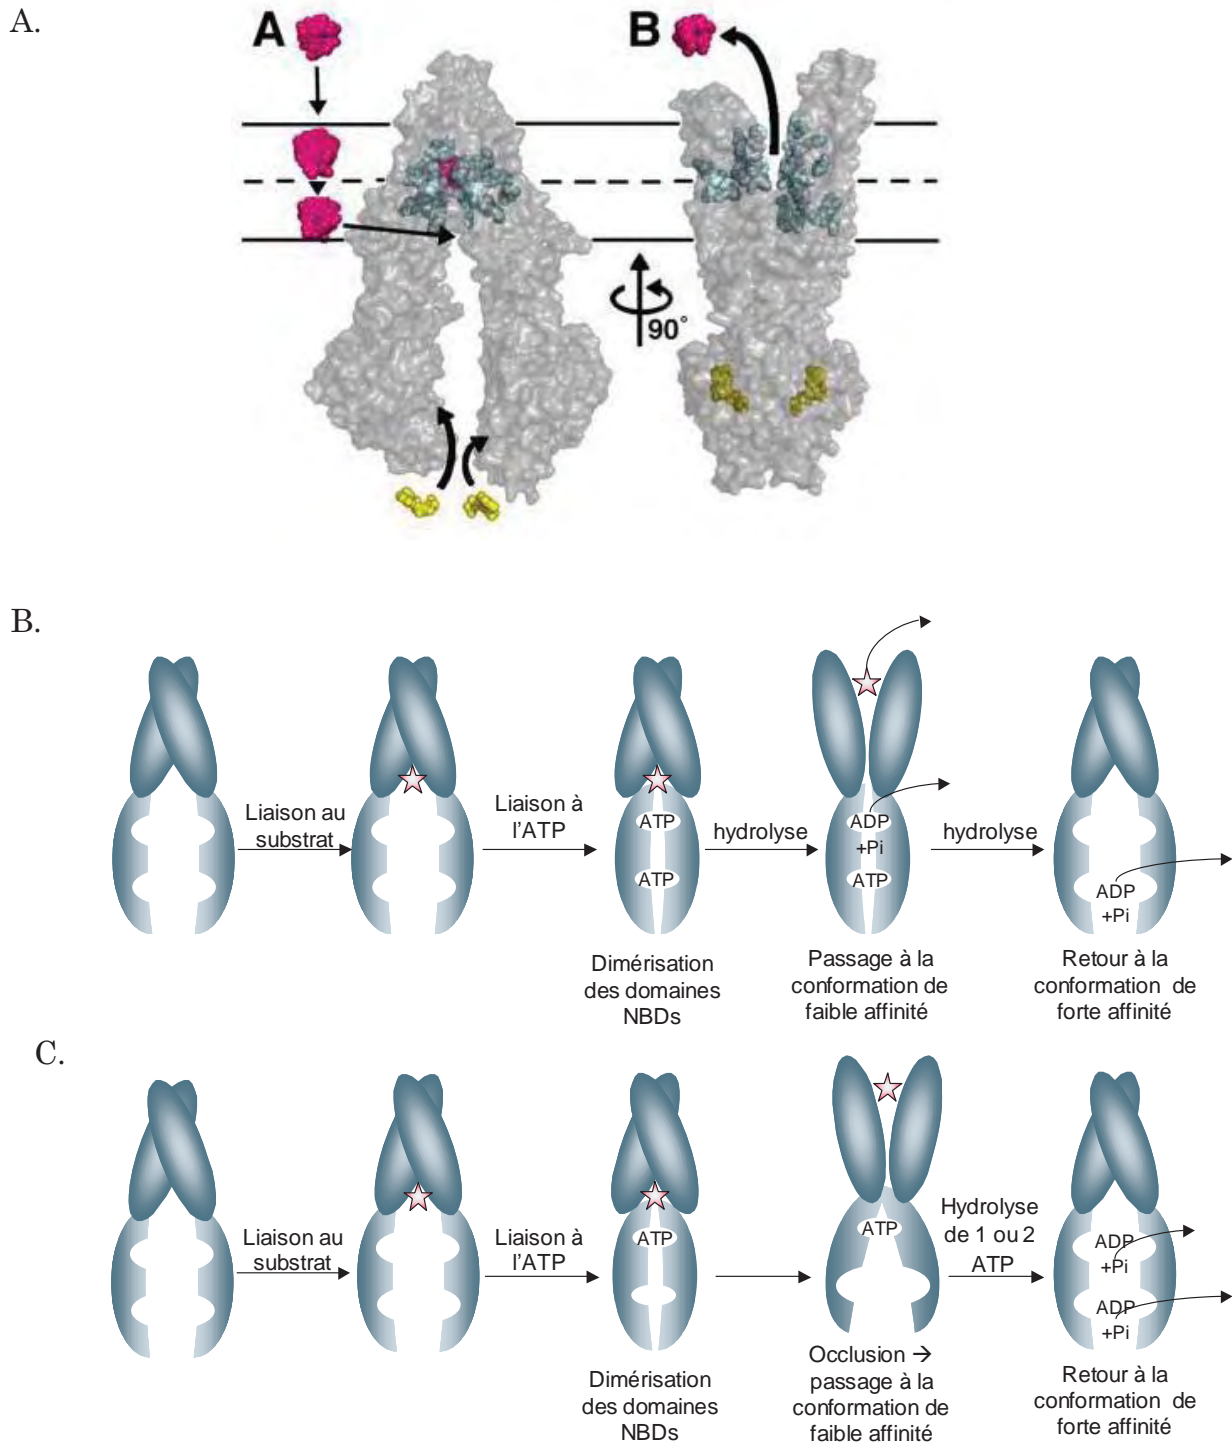 A.
A
B
90°
B.
Liaison au
substrat
Liaison à
l'ATP
ATP
ATP
hydrolyse
ADP
+Pi
ATP
hydrolyse
ADP
+Pi
Dimérisation
des domaines
NBDs
Passage à la
conformation de
faible affinité
Retour à la
conformation de
forte affinité
C.
Liaison au
substrat
Liaison à
l'ATP
ATP
ATP
Hydrolyse
de 1 ou 2
ATP
ADP
+Pi
ADP
+Pi
Dimérisation
des domaines
NBDs
Occlusion →
passage à la
conformation de
faible affinité
Retour à la
conformation de
forte affinité